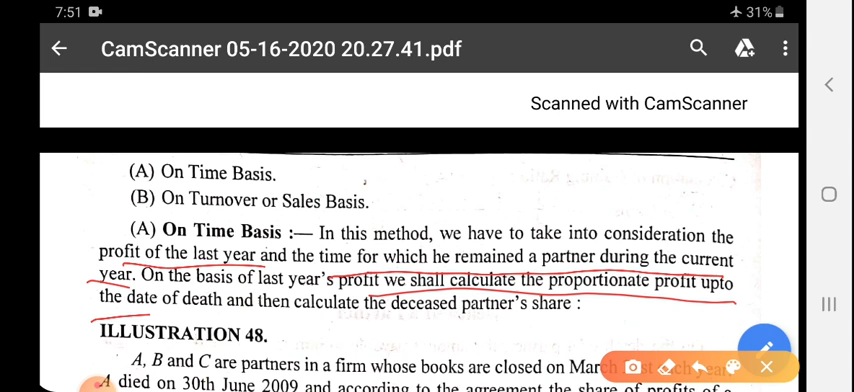 7:51
31%
CamScanner 05-16-2020 20.27.41.pdf
Scanned with CamScanner
(A) On Time Basis.
(B) On Turnover or Sales Basis.
(A) On Time Basis :— In this method, we have to take into consideration the
profit of the last year and the time for which he remained a partner during the current
year. On the basis of last year's profit we shall calculate the proportionate profit upto
the date of death and then calculate the deceased partner's share :
ILLUSTRATION 48.
A, B and C are partners in a firm whose books are closed on March
A died on 30th June 2009 and according to the agreement the share of profits of